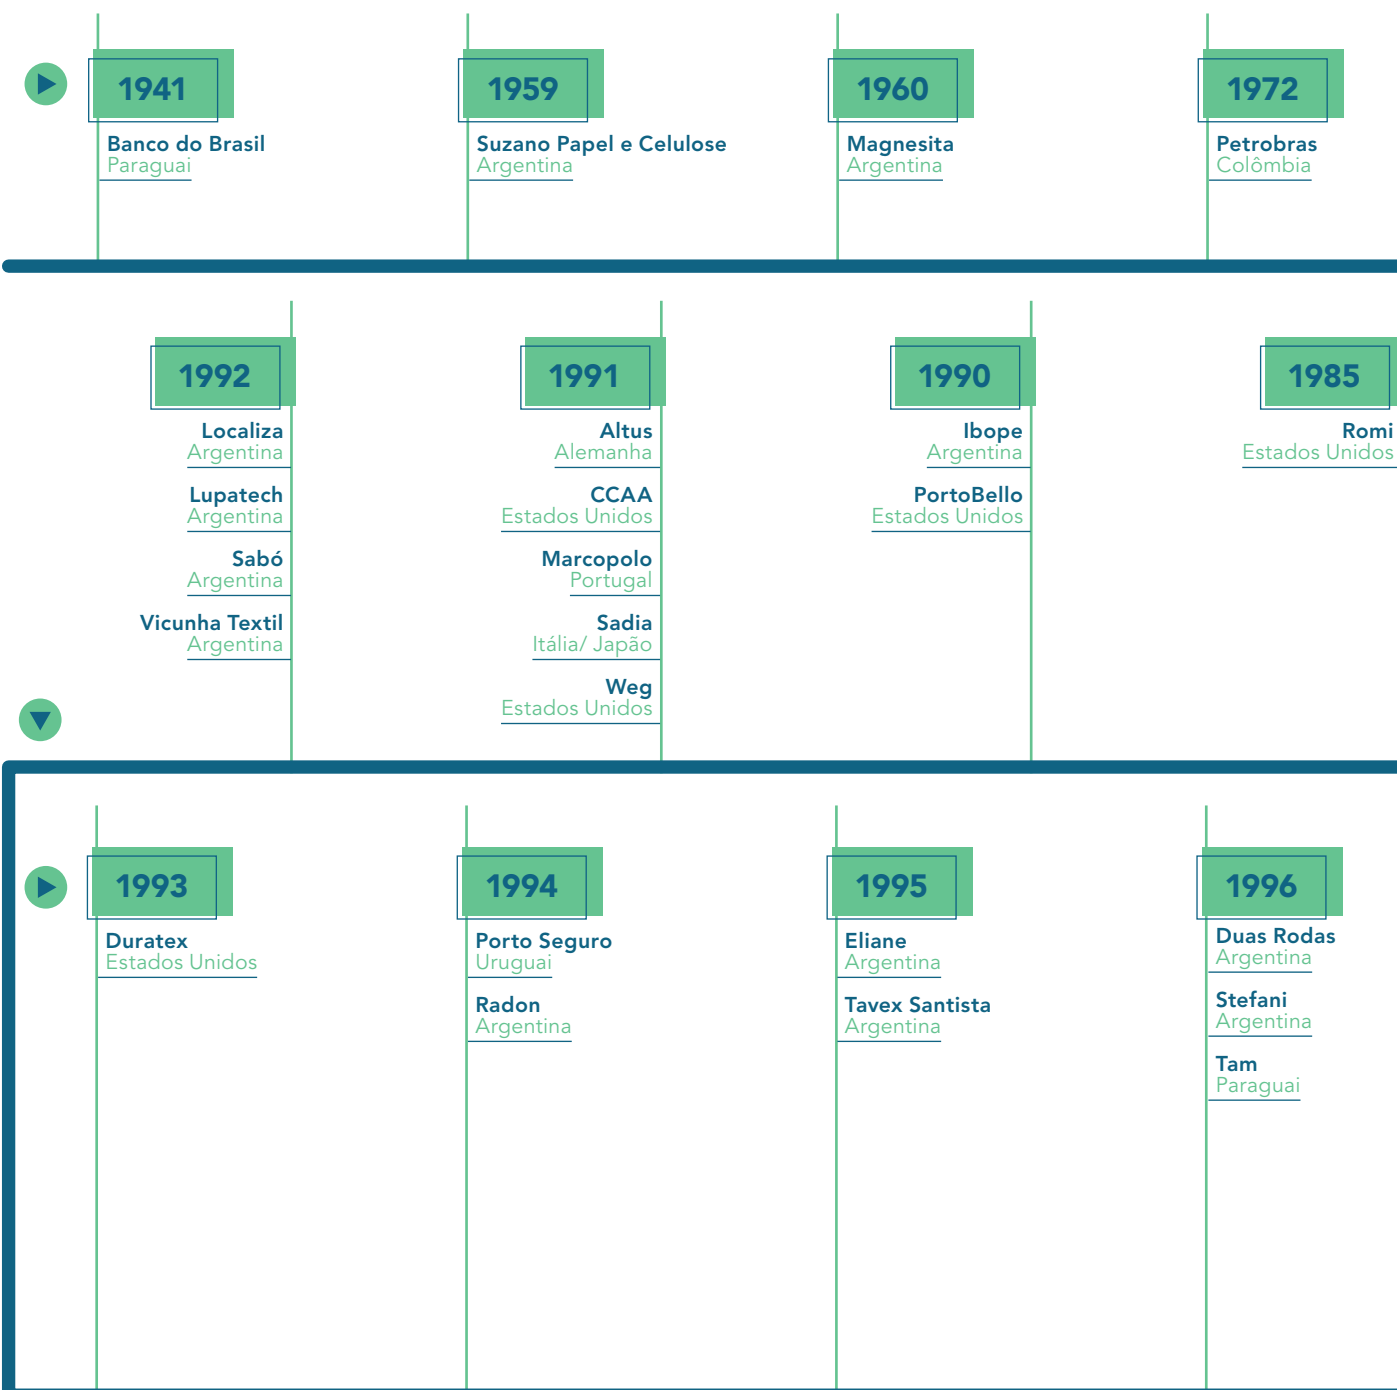 1941
Banco do Brasil
Paraguai
1959
Suzano Papel e Celulose
Argentina
1960
Magnesita
Argentina
1972
Petrobras
Colômbia
1992
Localiza
Argentina
Lupatech
Argentina
Sabó
Argentina
Vicunha Textil
Argentina
1991
Altus
Alemanha
CCAA
Estados Unidos
Marcopolo
Portugal
Sadia
Itália/ Japão
Weg
Estados Unidos
1990
Ibope
Argentina
PortoBello
Estados Unidos
1985
Romi
Estados Unidos
1993
Duratex
Estados Unidos
1994
Porto Seguro
Uruguai
Radon
Argentina
1995
Eliane
Argentina
Tavex Santista
Argentina
1996
Duas Rodas
Argentina
Stefani
Argentina
Tam
Paraguai